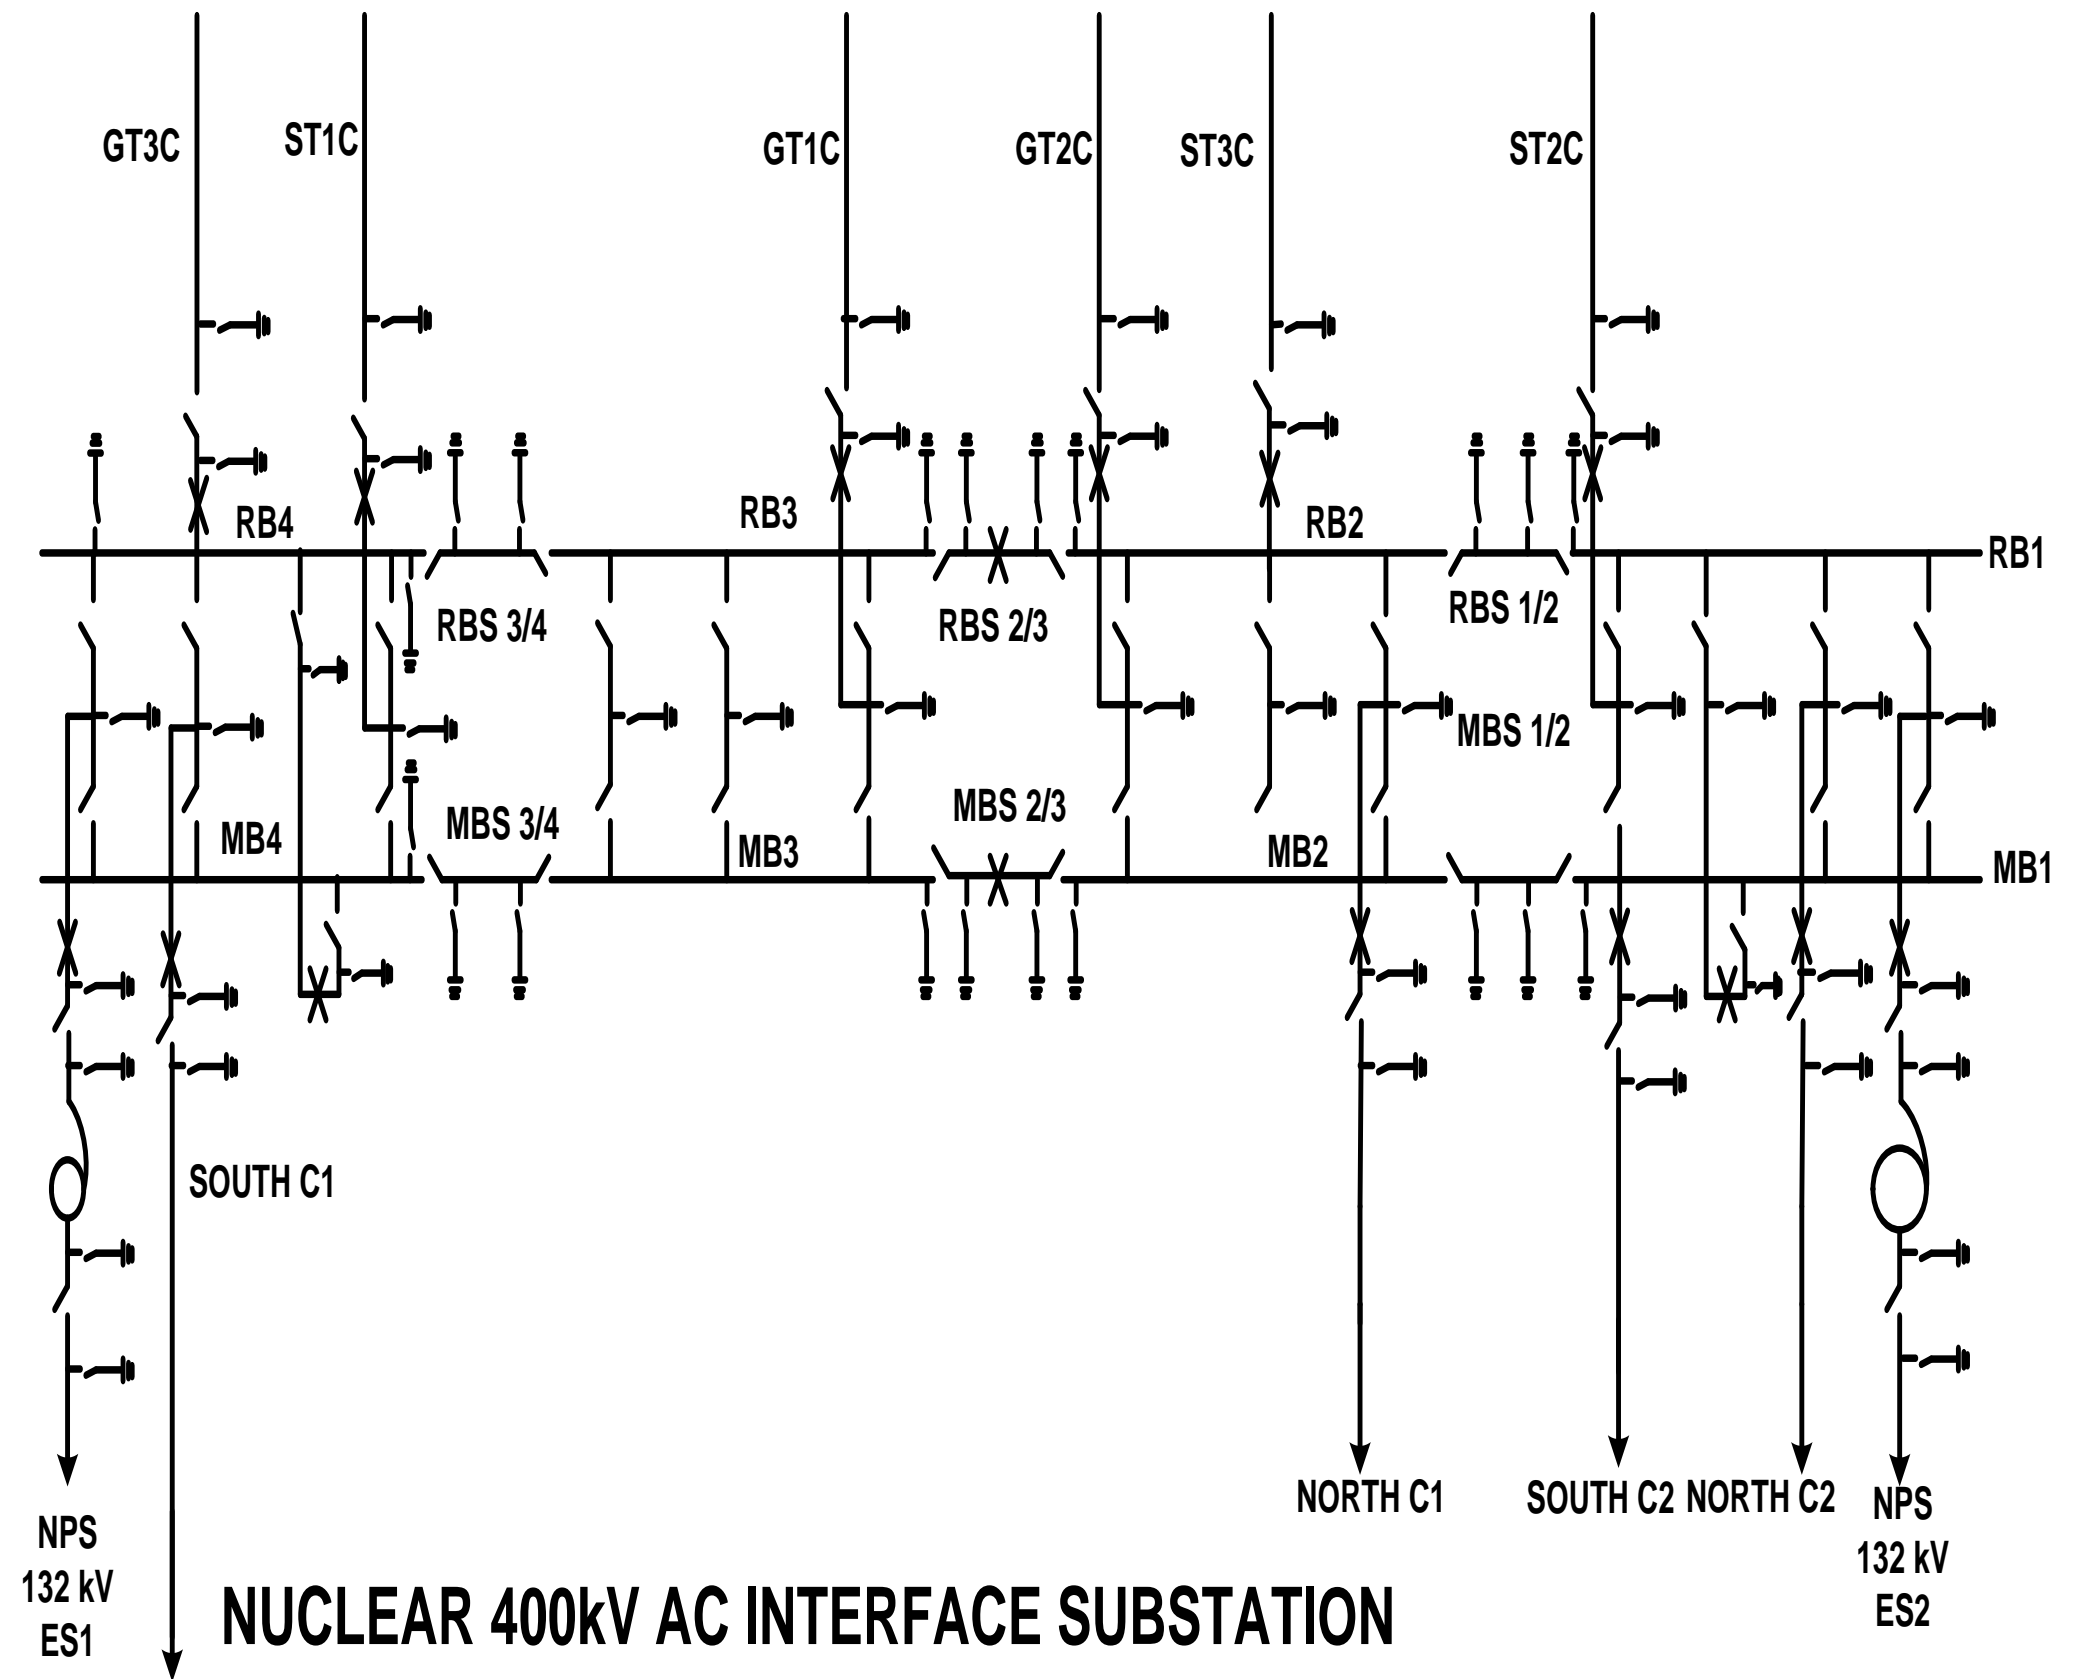 GT3C
ST1C
GT1C
GT2C
ST3C
ST2C
RB4
RB3
RB2
RB1
RBS 3/4
RBS 2/3
RBS 1/2
MBS 1/2
MB4
MBS 3/4
MB3
MBS 2/3
MB2
MB1
SOUTH C1
NORTH C1
SOUTH C2
NORTH C2
NPS
132 kV
ES1
NPS
132 kV
ES2
NUCLEAR 400kV AC INTERFACE SUBSTATION